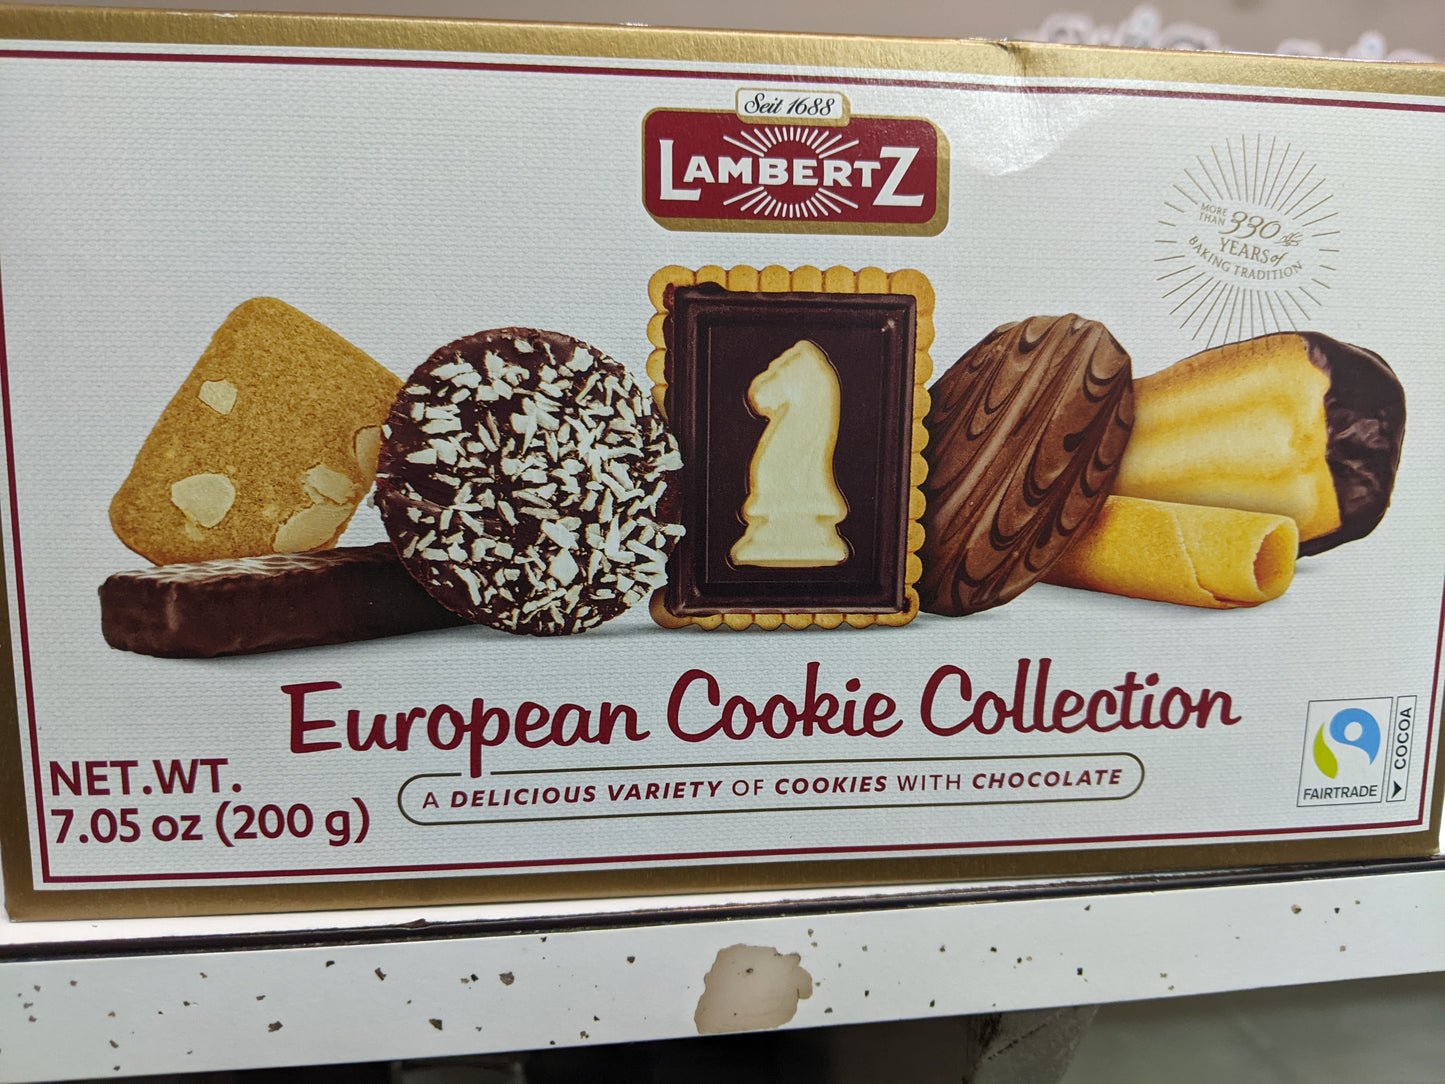 Seit 1688
LAMBERTZ
MORE
THAN 330
YEARS of
BAKING TRADITION
European Cookie Collection
A DELICIOUS VARIETY OF COOKIES WITH CHOCOLATE
NET.WT.
7.05 oz (200 g)
FAIRTRADE
COCOA